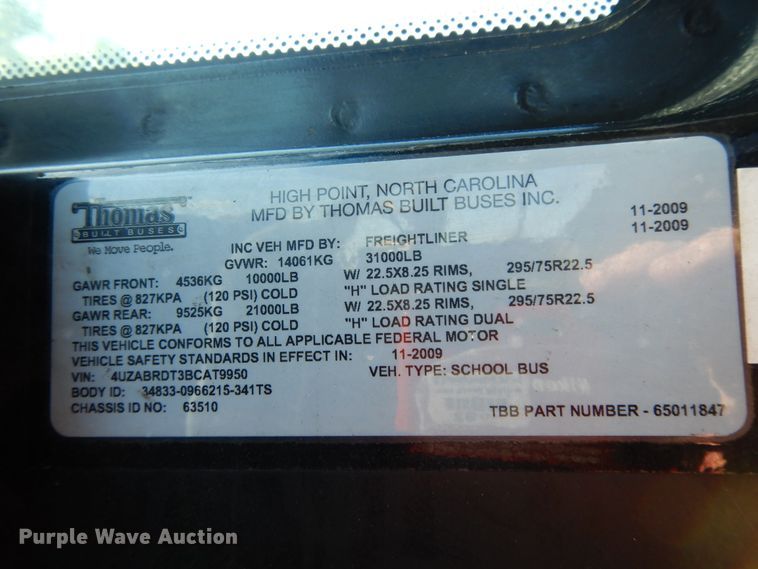 Thomas
BUILT BUSES
We Move People.
HIGH POINT, NORTH CAROLINA
MFD BY THOMAS BUILT BUSES INC.
11-2009
11-2009
INC VEH MFD BY: FREIGHTLINER
GVWR: 14061KG 31000LB
GAWR FRONT: 4536KG 10000LB W/ 22.5X8.25 RIMS, 295/75R22.5
TIRES @ 827KPA (120 PSI) COLD "H" LOAD RATING SINGLE
GAWR REAR: 9525KG 21000LB W/ 22.5X8.25 RIMS, 295/75R22.5
TIRES @ 827KPA (120 PSI) COLD "H" LOAD RATING DUAL
THIS VEHICLE CONFORMS TO ALL APPLICABLE FEDERAL MOTOR
VEHICLE SAFETY STANDARDS IN EFFECT IN: 11-2009
VIN: 4UZABRDT3BCAT9950 VEH. TYPE: SCHOOL BUS
BODY ID: 34833-0966215-341TS
CHASSIS ID NO: 63510 TBB PART NUMBER - 65011847
Purple Wave Auction